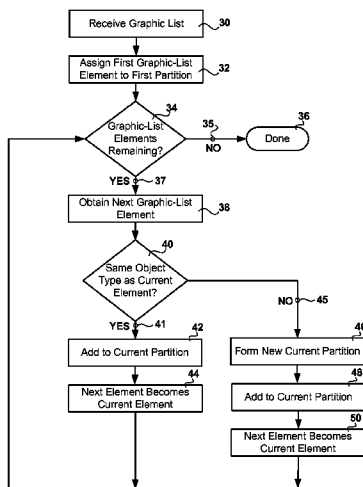 Receive Graphic List
30
Assign First Graphic-List
Element to First Partition
32
34
Graphic-List
Elements
Remaining?
35
NO
36
Done
YES
37
Obtain Next Graphic-List
Element
38
40
Same Object
Type as Current
Element?
NO
45
YES
41
42
Add to Current Partition
46
Form New Current Partition
44
Next Element Becomes
Current Element
48
Add to Current Partition
50
Next Element Becomes
Current Element